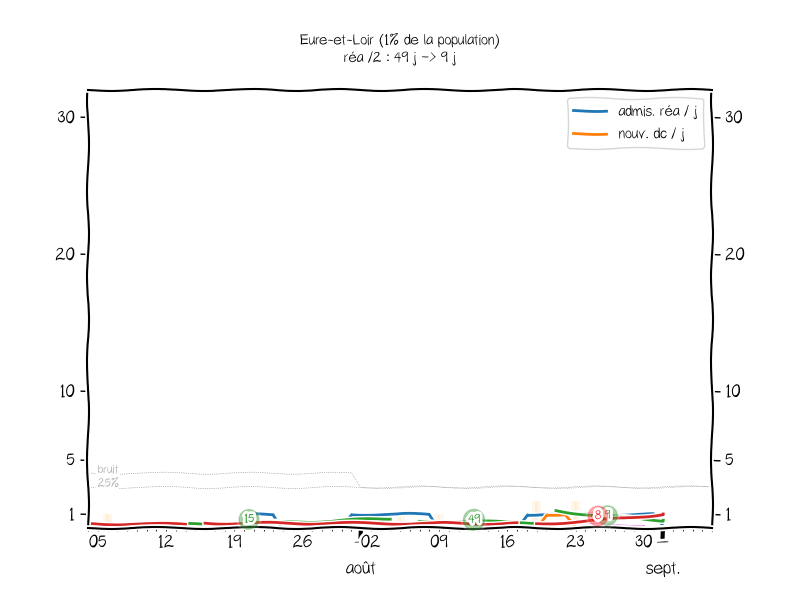 Eure-et-Loir (1% de la population)
réa /2 : 49 j -> 9 j
admis. réa / j
nouv. dc / j
30 30
20 20
10 10
5 5
bruit
25%
1 15 49 8 1
05 12 19 26 02 09 16 23 30
août sept.